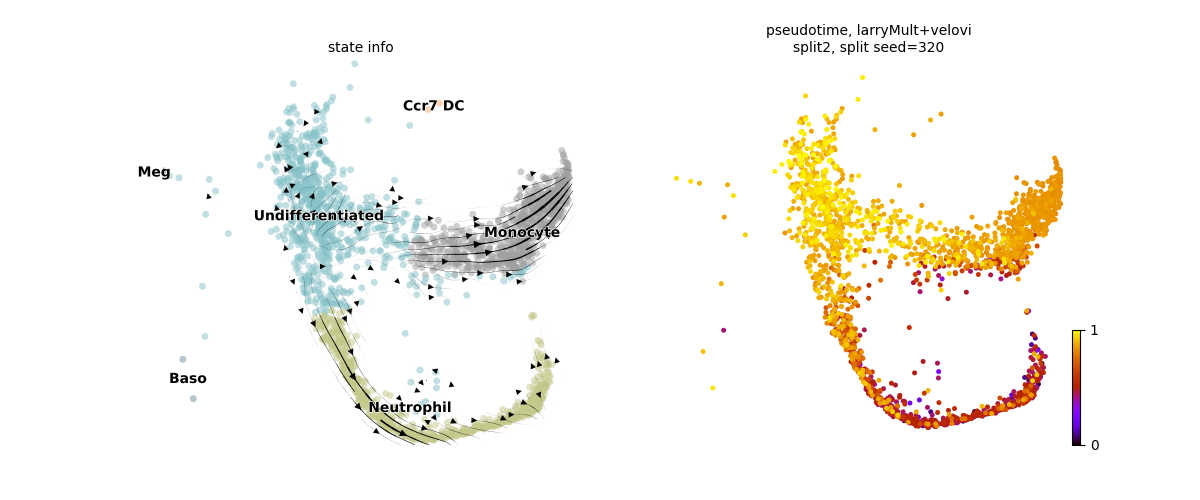 state info
Ccr7 DC
Meg
Undifferentiated
Monocyte
Baso
Neutrophil
pseudotime, larryMult+velovi
split2, split seed=320
1
0